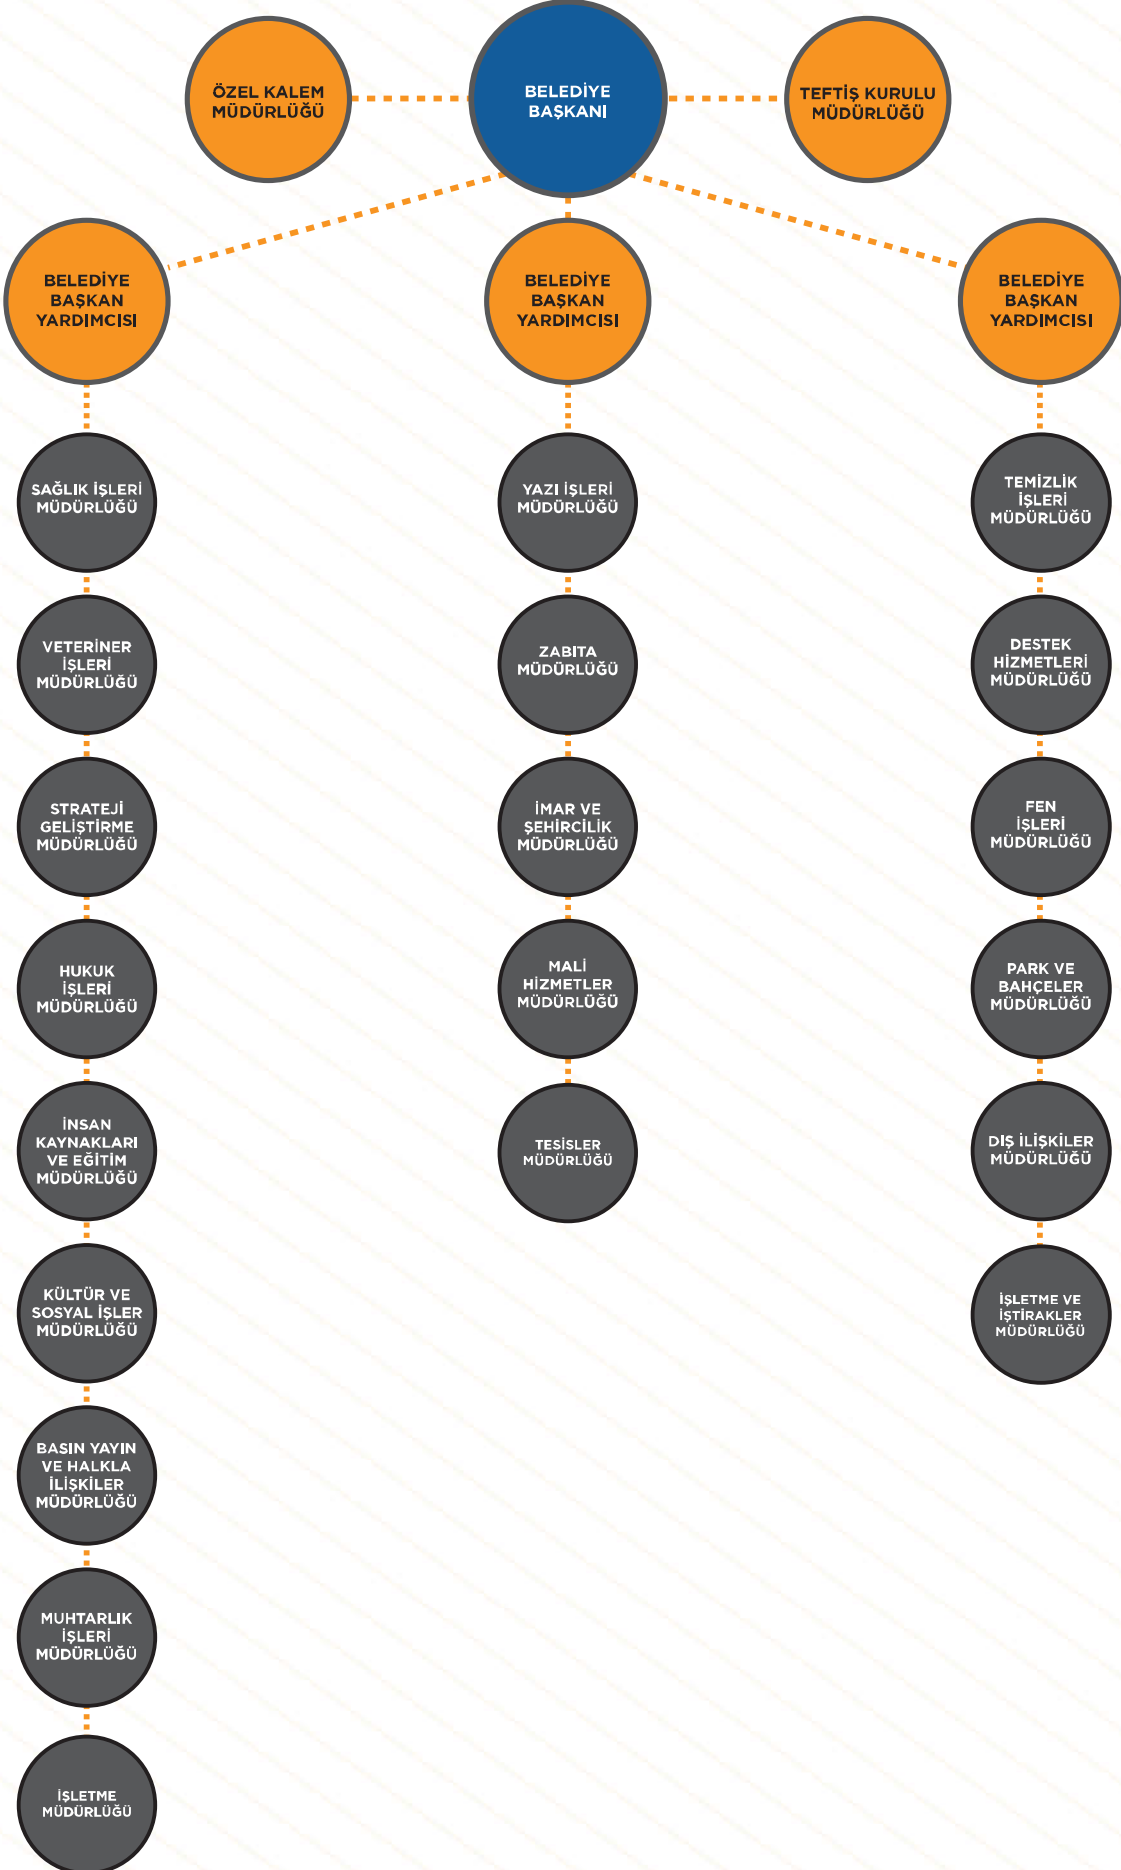 ÖZEL KALEM
MÜDÜRLÜĞÜ
BELEDİYE
BAŞKANI
TEFTİŞ KURULU
MÜDÜRLÜĞÜ
BELEDİYE
BAŞKAN
YARDIMCISI
BELEDİYE
BAŞKAN
YARDIMCISI
BELEDİYE
BAŞKAN
YARDIMCISI
SAĞLIK İŞLERİ
MÜDÜRLÜĞÜ
VETERİNER
İŞLERİ
MÜDÜRLÜĞÜ
STRATEJİ
GELİŞTİRME
MÜDÜRLÜĞÜ
HUKUK
İŞLERİ
MÜDÜRLÜĞÜ
İNSAN
KAYNAKLARI
VE EĞİTİM
MÜDÜRLÜĞÜ
KÜLTÜR VE
SOSYAL İŞLER
MÜDÜRLÜĞÜ
BASIN YAYIN
VE HALKLA
İLİŞKİLER
MÜDÜRLÜĞÜ
MUHTARLIK
İŞLERİ
MÜDÜRLÜĞÜ
İŞLETME
MÜDÜRLÜĞÜ
YAZI İŞLERİ
MÜDÜRLÜĞÜ
ZABITA
MÜDÜRLÜĞÜ
İMAR VE
ŞEHİRCİLİK
MÜDÜRLÜĞÜ
MALİ
HİZMETLER
MÜDÜRLÜĞÜ
TESİSLER
MÜDÜRLÜĞÜ
TEMİZLİK
İŞLERİ
MÜDÜRLÜĞÜ
DESTEK
HİZMETLERİ
MÜDÜRLÜĞÜ
FEN
İŞLERİ
MÜDÜRLÜĞÜ
PARK VE
BAHÇELER
MÜDÜRLÜĞÜ
DIŞ İLİŞKİLER
MÜDÜRLÜĞÜ
İŞLETME VE
İŞTİRAKLER
MÜDÜRLÜĞÜ